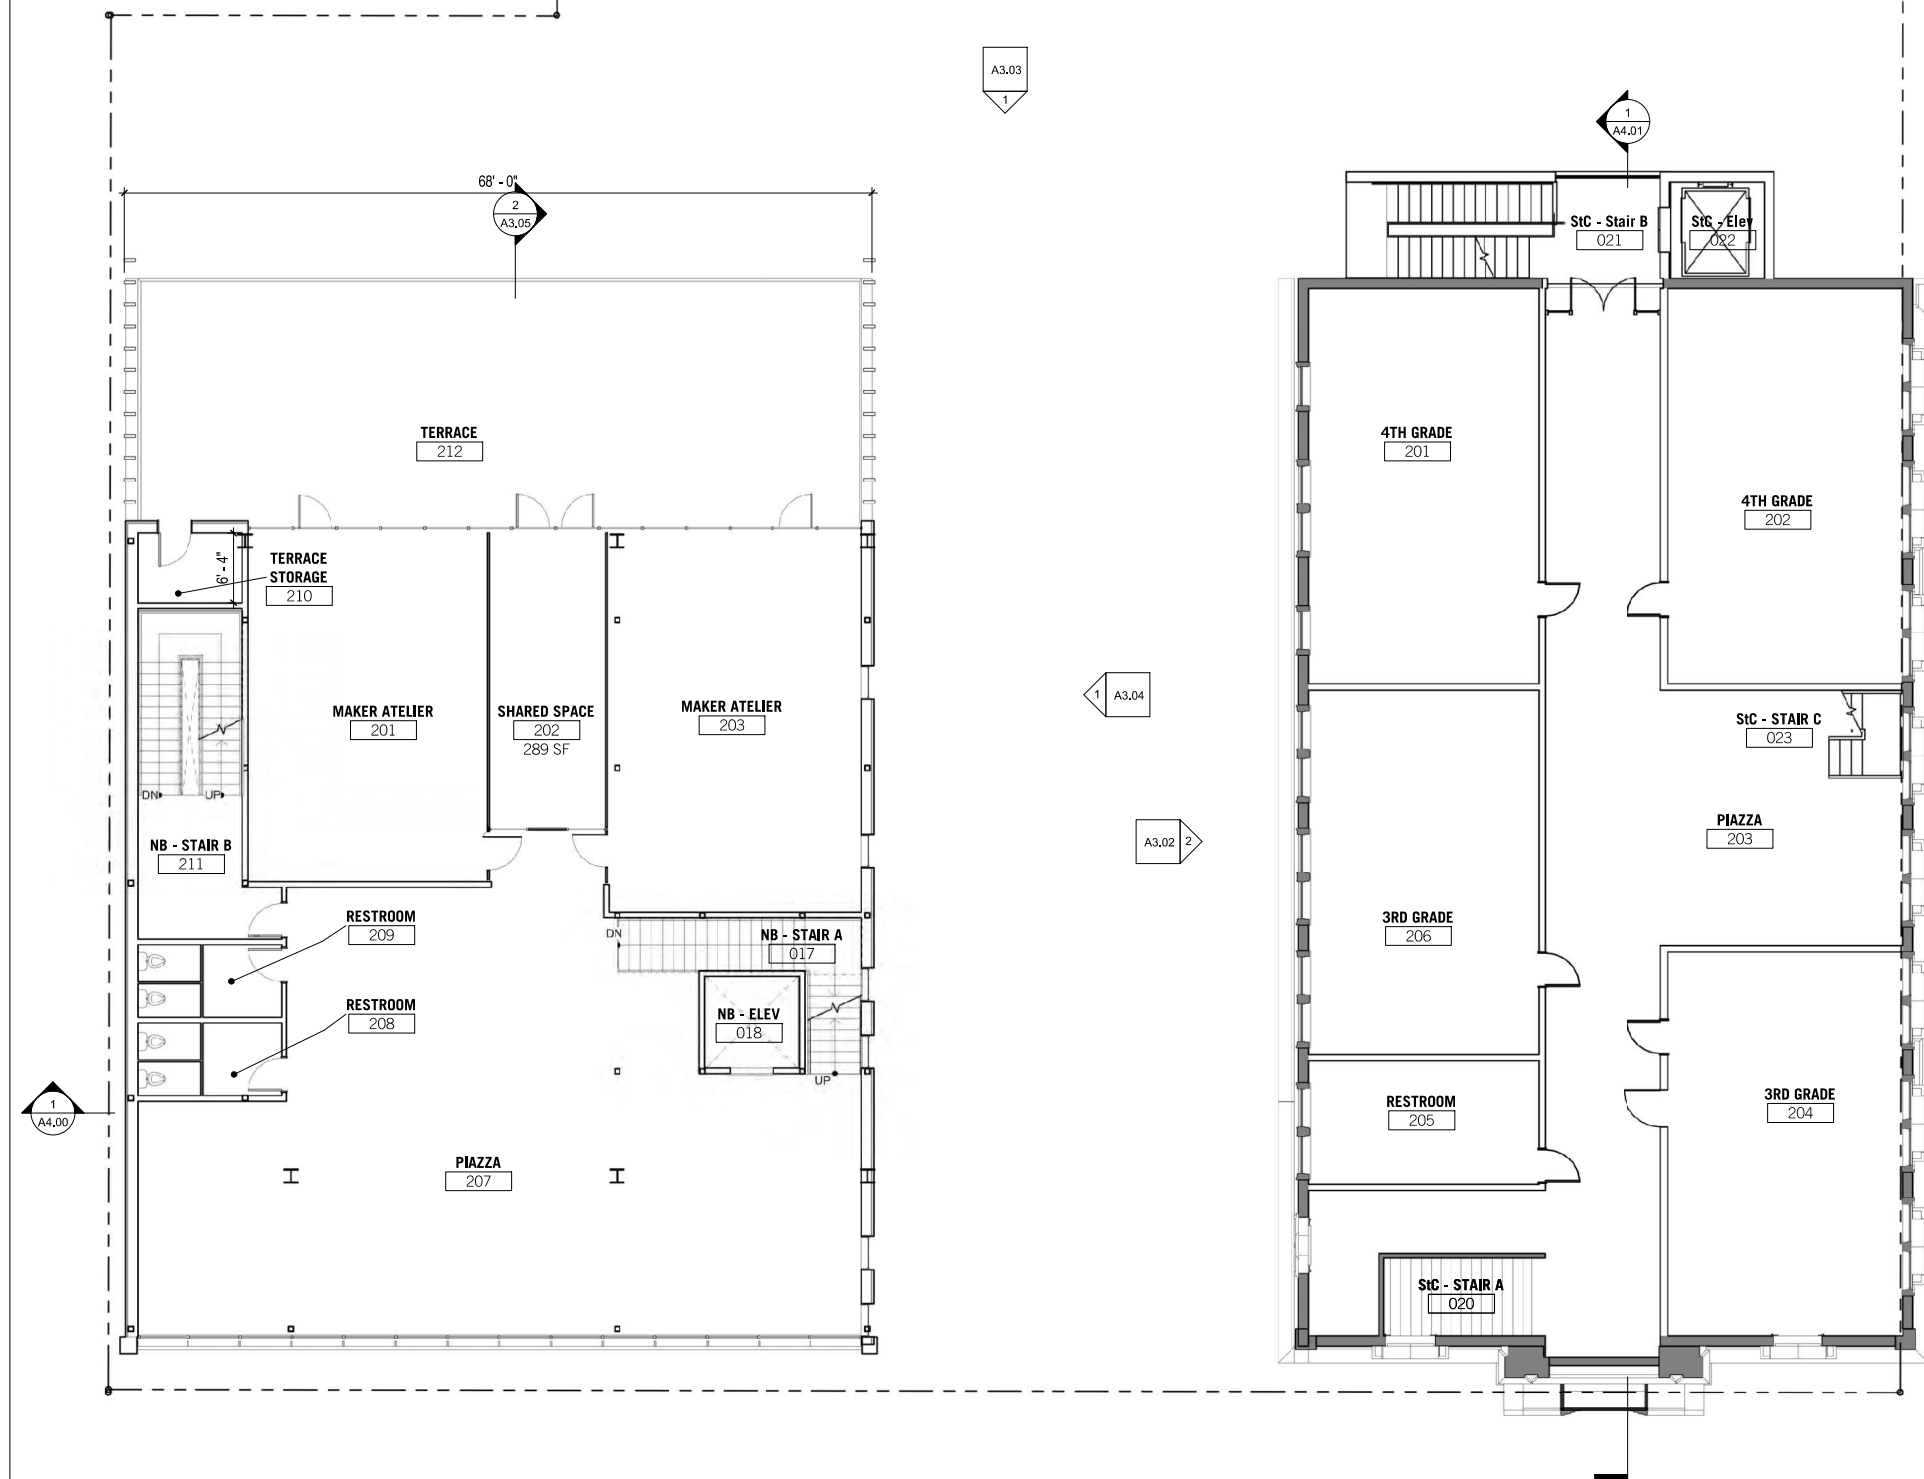 A3.03
1
1
A4.01
68' - 0"
2
A3.05
StC - Stair B
021
StC - Elev
022
TERRACE
212
4TH GRADE
201
4TH GRADE
202
6' - 4"
TERRACE
STORAGE
210
MAKER ATELIER
201
SHARED SPACE
202
289 SF
MAKER ATELIER
203
1
A3.04
StC - STAIR C
023
DN
UP
NB - STAIR B
211
A3.02
2
PIAZZA
203
RESTROOM
209
DN
NB - STAIR A
017
3RD GRADE
206
RESTROOM
208
NB - ELEV
018
UP
1
A4.00
RESTROOM
205
3RD GRADE
204
PIAZZA
207
StC - STAIR A
020